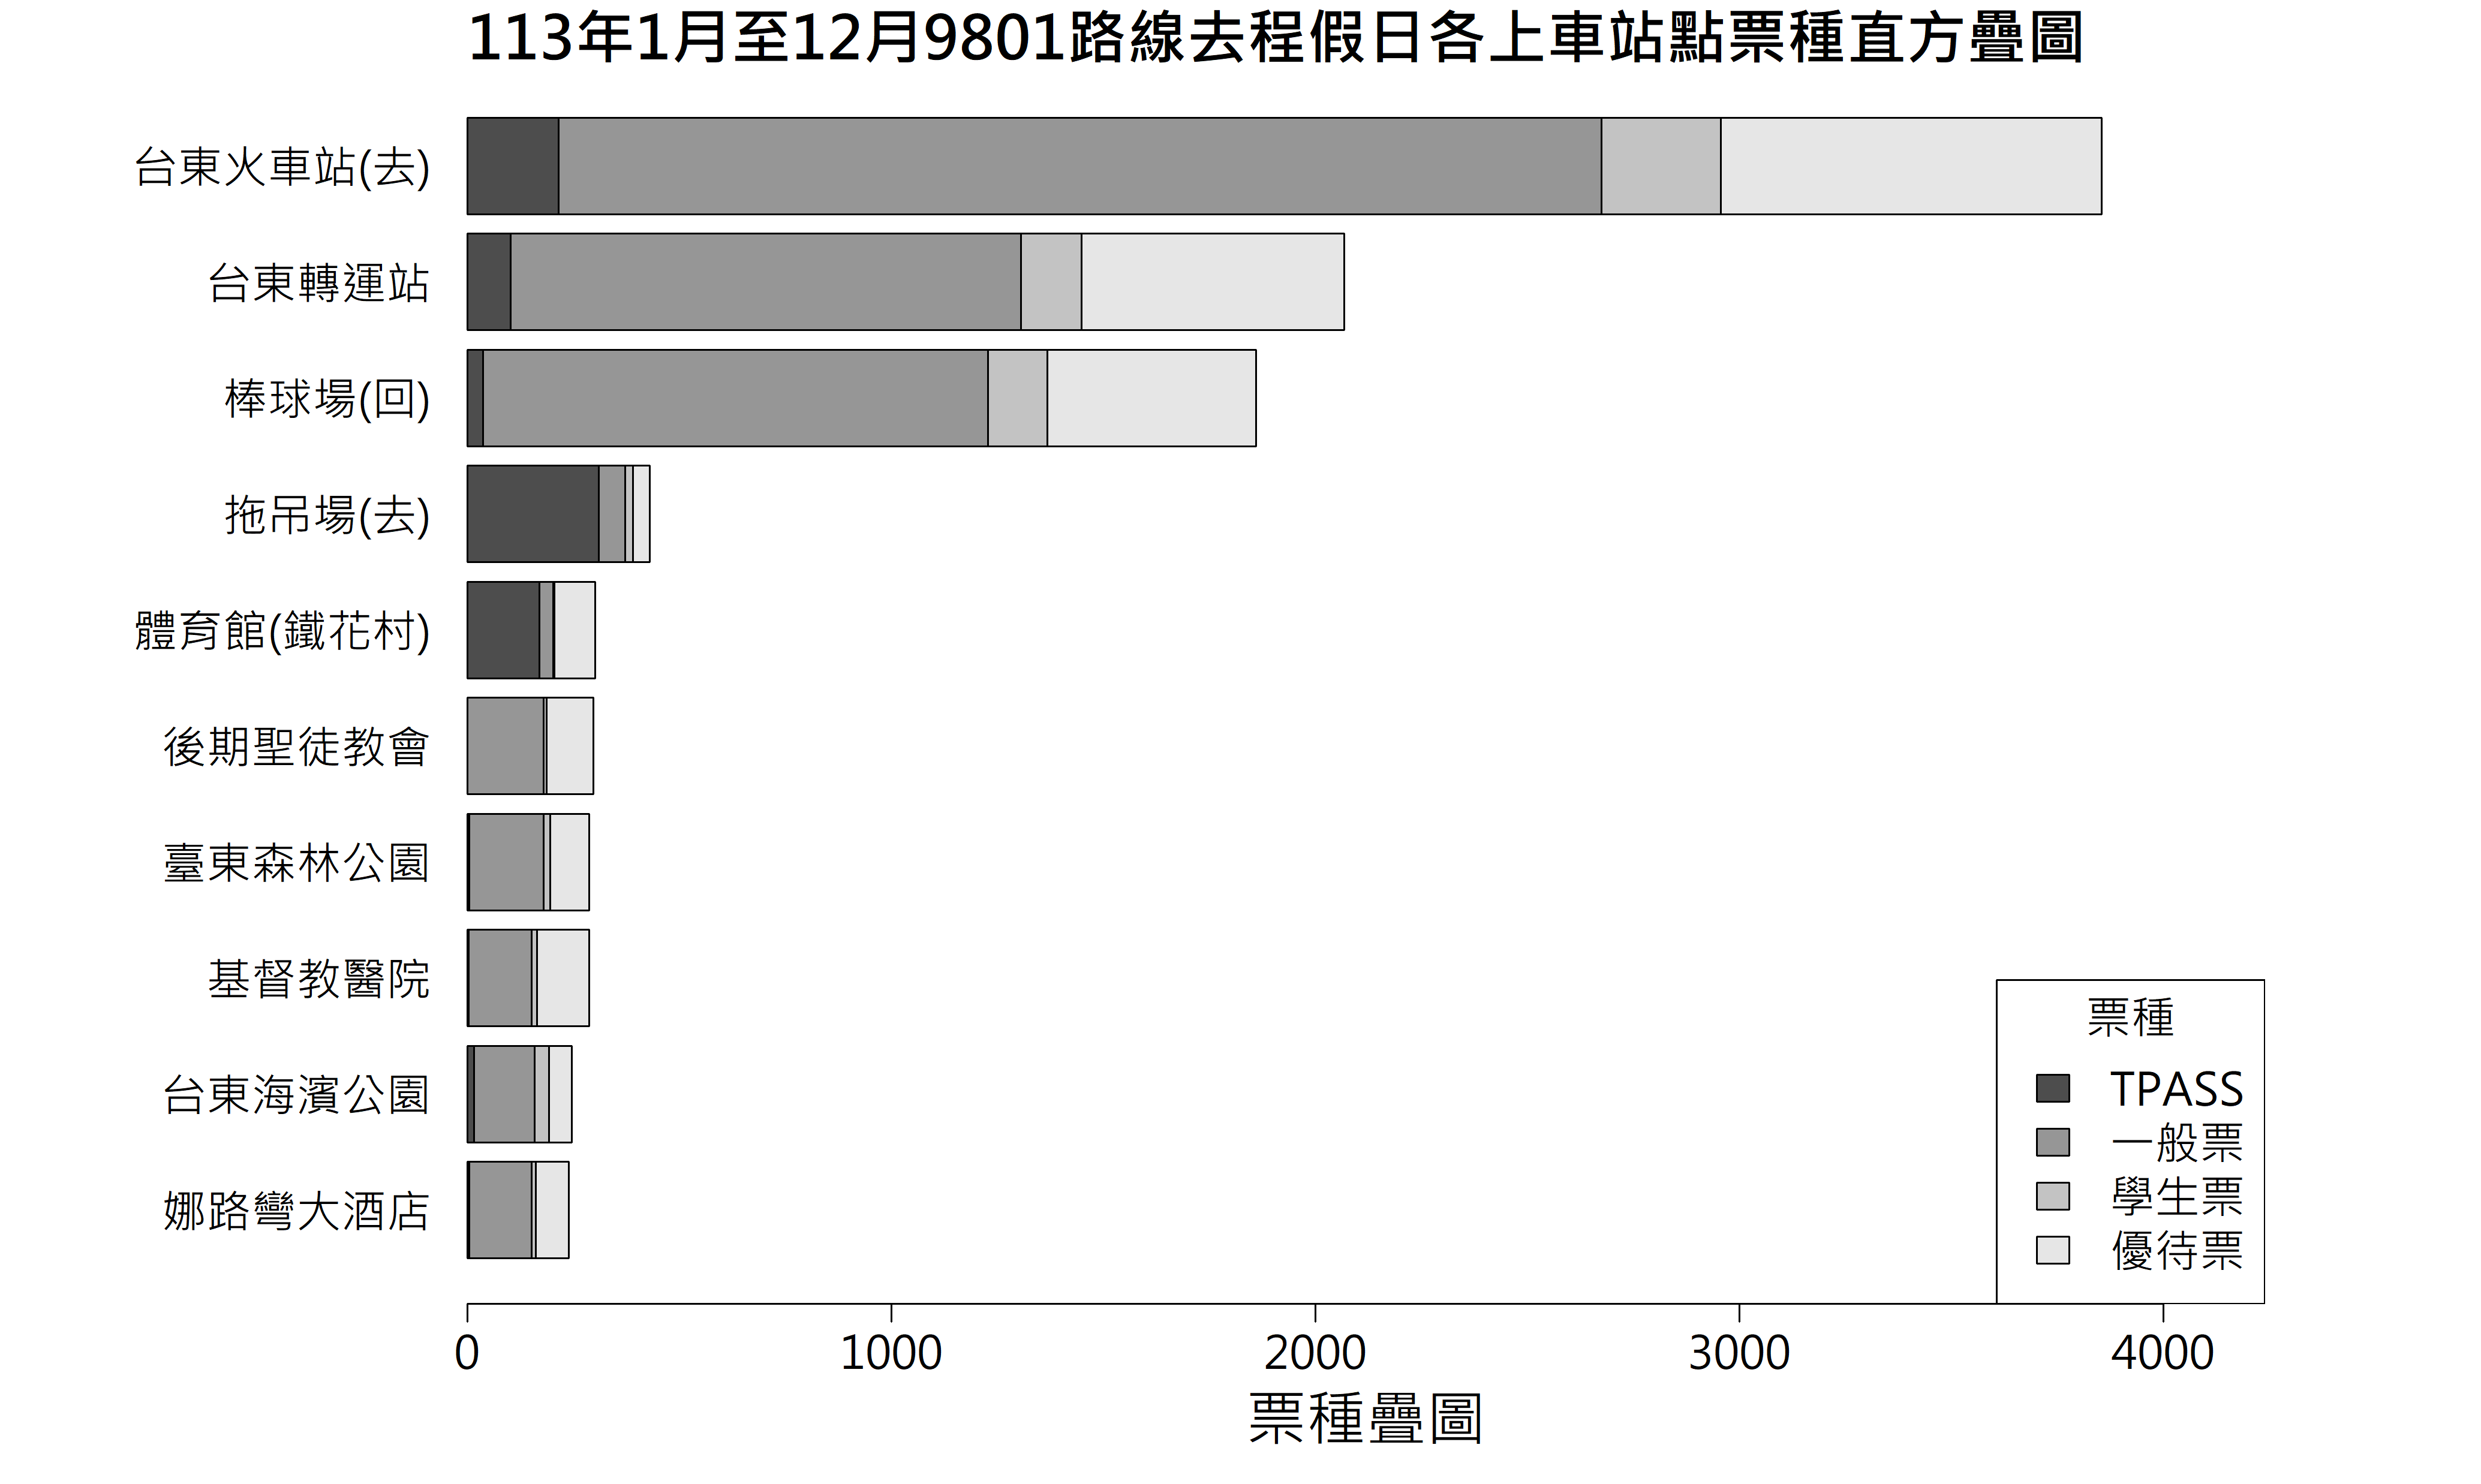 113年1月至12月9801路線去程假日各上車站點票種直方疊圖
台東火車站(去)
台東轉運站
棒球場(回)
拖吊場(去)
體育館(鐵花村)
後期聖徒教會
臺東森林公園
基督教醫院
台東海濱公園
娜路彎大酒店
票種
TPASS
一般票
學生票
優待票
0 1000 2000 3000 4000
票種疊圖